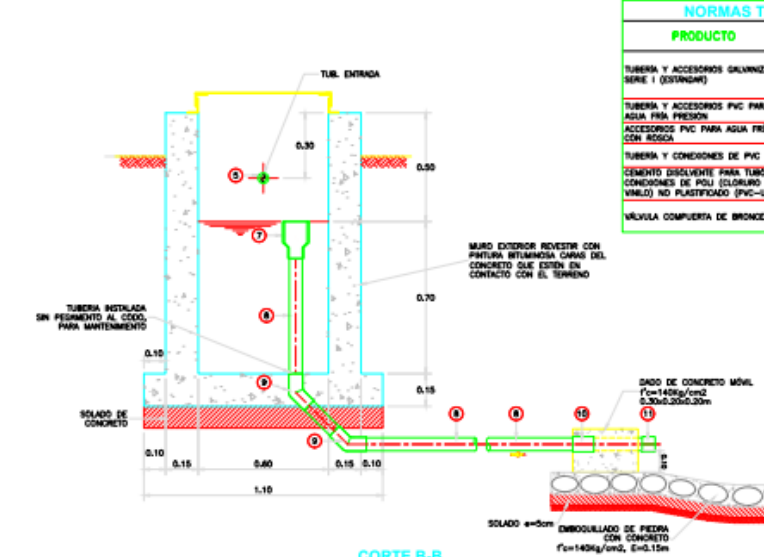 NORMAS T
PRODUCTO
TUBERÍA Y ACCESORIOS GALVANIZ
SERIE I (ESTÁNDAR)
TUBERÍA Y ACCESORIOS PVC PAR
AGUA FRÍA PRESIÓN
ACCESORIOS PVC PARA AGUA FRÍ
CON ROSCA
TUBERÍA Y CONEXIONES DE PVC
CEMENTO DISOLVENTE PARA TUBO
CONEXIONES DE POLI (CLORURO
VINILO) NO PLASTIFICADO (PVC-U
VÁLVULA COMPUERTA DE BRONCE
TUB. ENTRADA
0.30
0.50
5
7
MURO EXTERIOR REVESTIR CON
PINTURA BITUMINOSA CARAS DEL
CONCRETO QUE ESTEN EN
CONTACTO CON EL TERRENO
0.70
TUBERIA INSTALADA
SIN PEGAMENTO AL CODO,
PARA MANTENIMIENTO
8
0.10
9
0.15
DADO DE CONCRETO MÓVIL
f'c=140Kg/cm2
0.30x0.20x0.20m
SOLADO DE
CONCRETO
9
8
8
10
11
0.10
0.10
0.15
0.60
0.15
0.10
1.10
SOLADO e=5cm
EMBOQUILLADO DE PIEDRA
CON CONCRETO
f'c=140Kg/cm2, E=0.15m
CORTE B-B